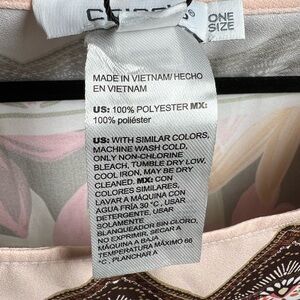 ONE
SIZE
MADE IN VIETNAM/ HECHO
EN VIETNAM
US: 100% POLYESTER MX:
100% poliéster
US: WITH SIMILAR COLORS,
MACHINE WASH COLD,
ONLY NON-CHLORINE
BLEACH, TUMBLE DRY LOW,
COOL IRON, MAY BE DRY
CLEANED. MX: CON
COLORES SIMILARES,
LAVAR A MÁQUINA CON
AGUA FRÍA 30 °C , USAR
DETERGENTE, USAR
SOLAMENTE
BLANQUEADOR SIN CLORO,
NO EXPRIMIR, SECAR A
MÁQUINA A BAJA
TEMPERATURA MÁXIMO 66
°C , PLANCHAR A